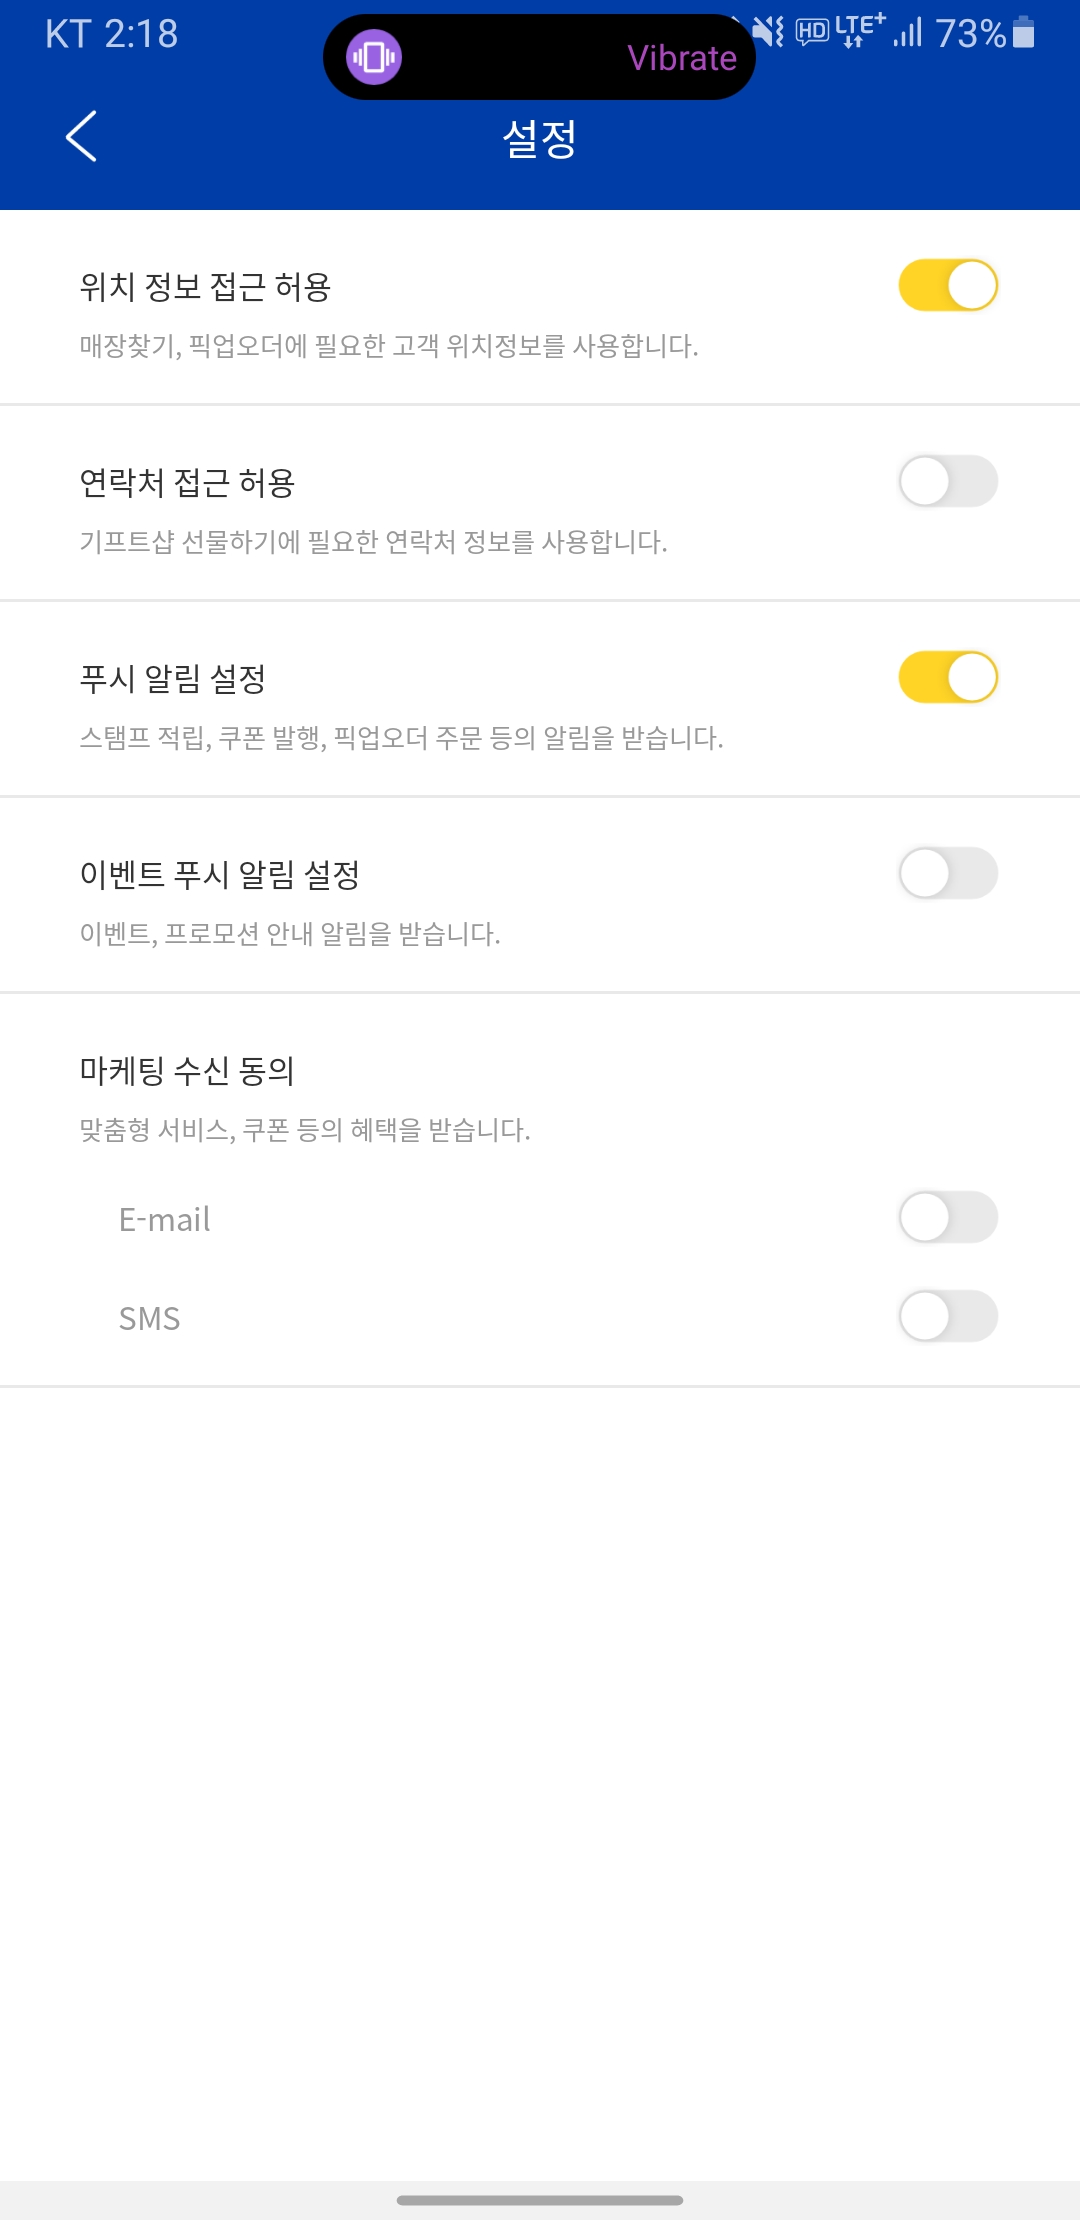 KT 2:18
Vibrate
HD LTE+ 73%
설정
위치 정보 접근 허용
매장찾기, 픽업오더에 필요한 고객 위치정보를 사용합니다.
연락처 접근 허용
기프트샵 선물하기에 필요한 연락처 정보를 사용합니다.
푸시 알림 설정
스탬프 적립, 쿠폰 발행, 픽업오더 주문 등의 알림을 받습니다.
이벤트 푸시 알림 설정
이벤트, 프로모션 안내 알림을 받습니다.
마케팅 수신 동의
맞춤형 서비스, 쿠폰 등의 혜택을 받습니다.
E-mail
SMS